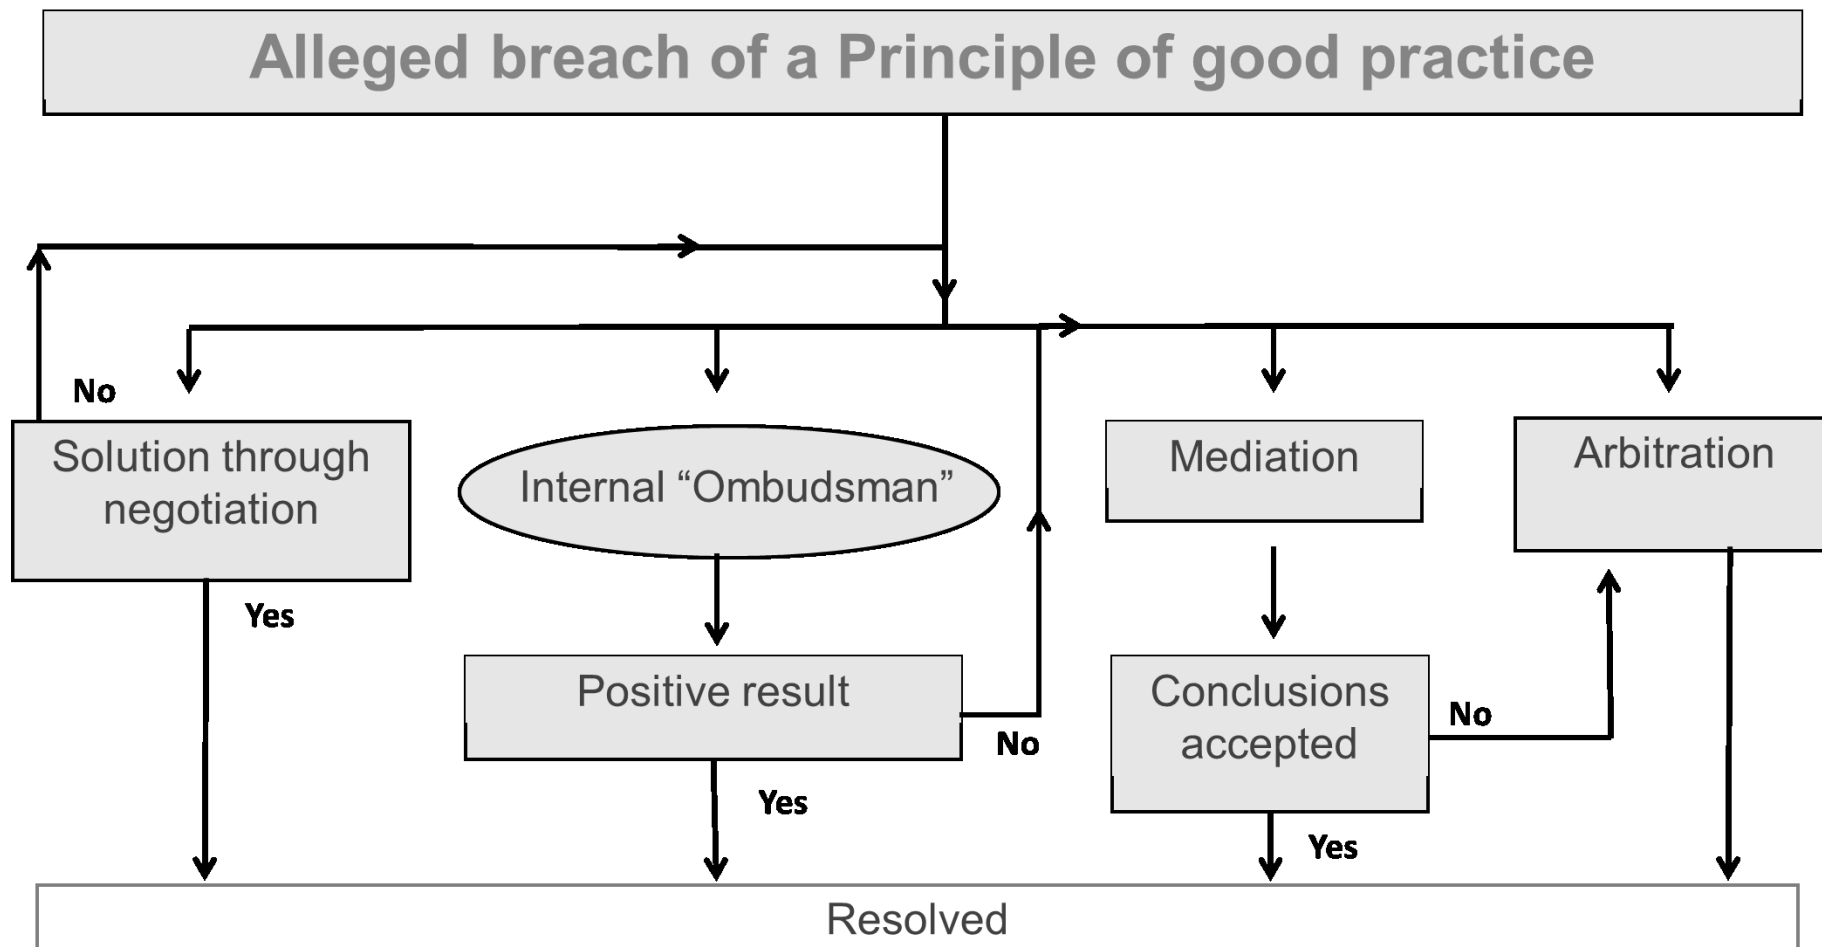 Alleged breach of a Principle of good practice
No
Solution through
negotiation
Internal “Ombudsman”
Mediation
Arbitration
Yes
Positive result
No
Conclusions
accepted
No
Yes
Yes
Resolved